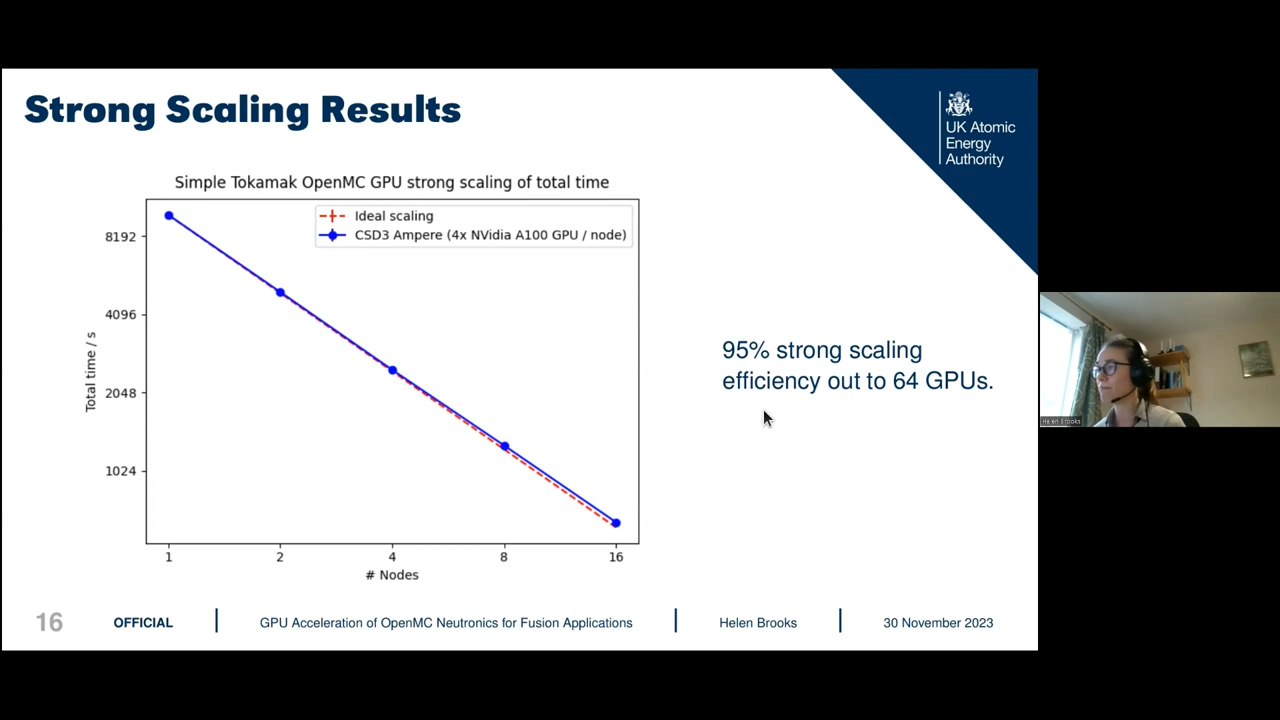 Strong Scaling Results
UK Atomic
Energy
Authority
Simple Tokamak OpenMC GPU strong scaling of total time
Ideal scaling
CSD3 Ampere (4x NVidia A100 GPU / node)
8192
4096
2048
1024
Total time / s
1 2 4 8 16
# Nodes
95% strong scaling
efficiency out to 64 GPUs.
Helen Brooks
16 OFFICIAL GPU Acceleration of OpenMC Neutronics for Fusion Applications Helen Brooks 30 November 2023